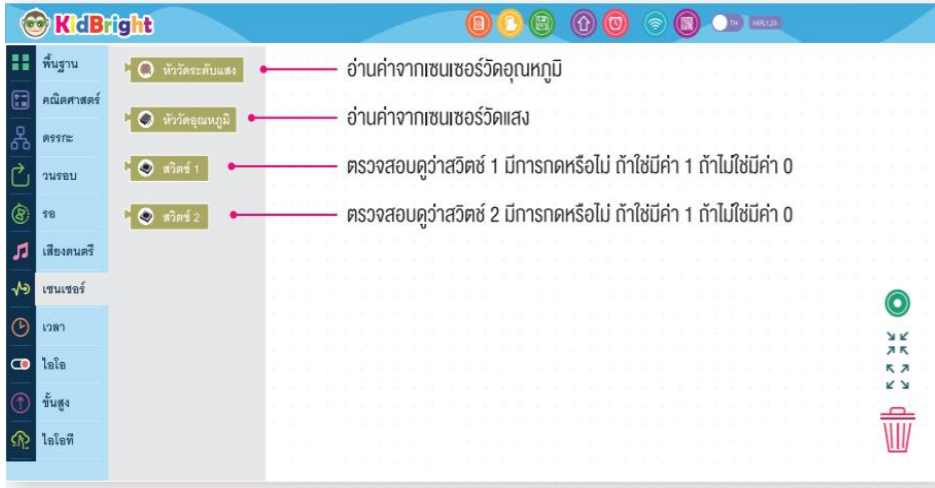 KidBright
TH
VER1.23
พื้นฐาน
คณิตศาสตร์
ตรรกะ
วนรอบ
รอ
เสียงดนตรี
เซนเซอร์
เวลา
ไอโอ
ขั้นสูง
ไอโอที
หัววัดระดับแสง อ่านค่าจากเซนเซอร์วัดอุณหภูมิ
หัววัดอุณหภูมิ อ่านค่าจากเซนเซอร์วัดแสง
สวิตช์ 1 ตรวจสอบดูว่าสวิตช์ 1 มีการกดหรือไม่ ถ้าใช่มีค่า 1 ถ้าไม่ใช่มีค่า 0
สวิตช์ 2 ตรวจสอบดูว่าสวิตช์ 2 มีการกดหรือไม่ ถ้าใช่มีค่า 1 ถ้าไม่ใช่มีค่า 0